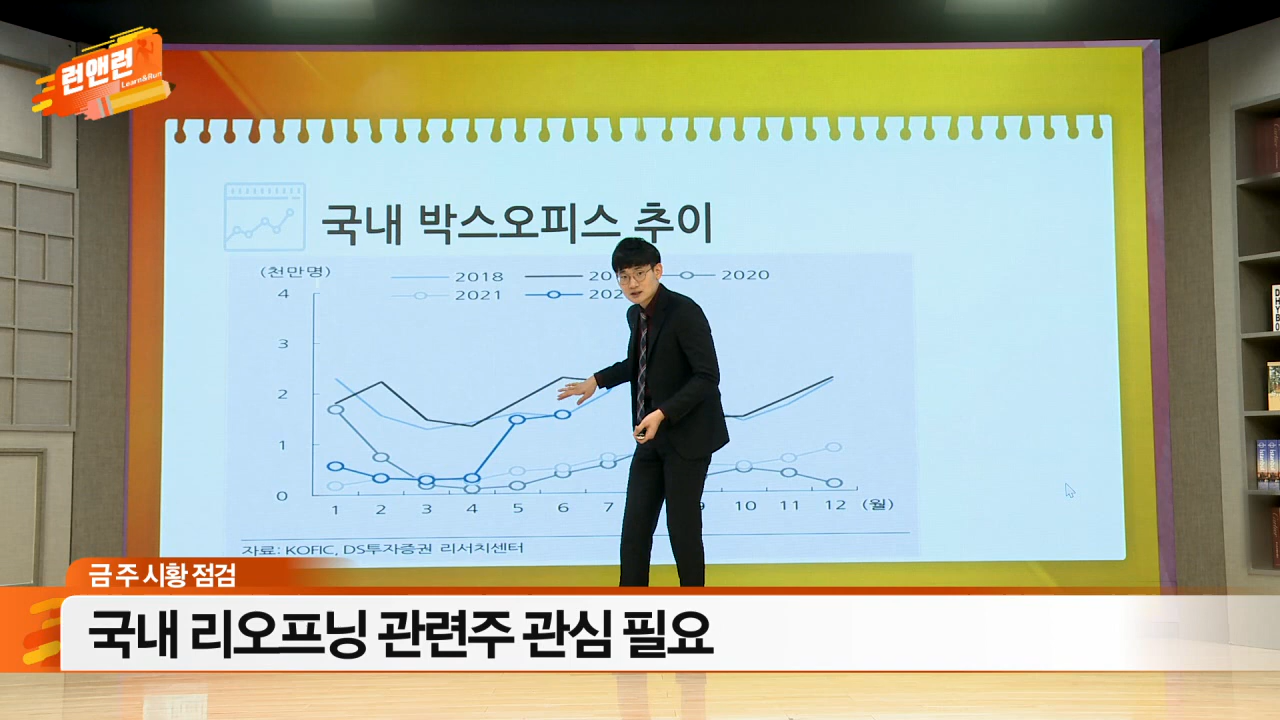 런앤런
Learn&Run
국내 박스오피스 추이
(천만명)
2018
2020
2021
4
3
2
1
0
1 2 3 4 5 6 7 10 11 12 (월)
자료: KOFIC, DS투자증권 리서치센터
금주 시황 점검
국내 리오프닝 관련주 관심 필요